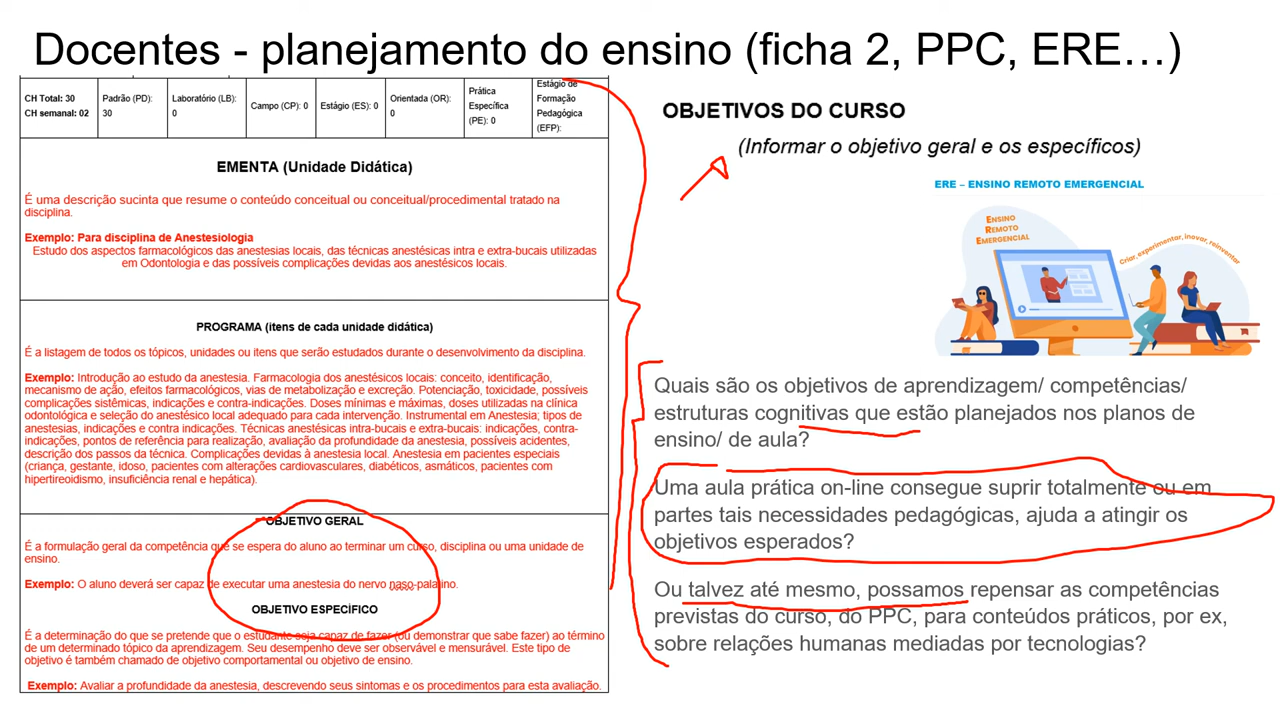 Docentes - planejamento do ensino (ficha 2, PPC, ERE…)
CH Total: 30
CH semanal: 02
Padrão (PD):
30
Laboratório (LB):
0
Campo (CP): 0
Estágio (ES): 0
Orientada (OR):
0
Prática
Específica
(PE): 0
Estágio de
Formação
Pedagógica
(EFP):
EMENTA (Unidade Didática)
É uma descrição sucinta que resume o conteúdo conceitual ou conceitual/procedimental tratado na
disciplina.
Exemplo: Para disciplina de Anestesiologia
Estudo dos aspectos farmacológicos das anestesias locais, das técnicas anestésicas intra e extra-bucais utilizadas
em Odontologia e das possíveis complicações devidas aos anestésicos locais.
PROGRAMA (itens de cada unidade didática)
É a listagem de todos os tópicos, unidades ou itens que serão estudados durante o desenvolvimento da disciplina.
Exemplo: Introdução ao estudo da anestesia. Farmacologia dos anestésicos locais: conceito, identificação,
mecanismo de ação, efeitos farmacológicos, vias de metabolização e excreção. Potenciação, toxicidade, possíveis
complicações sistêmicas, indicações e contra-indicações. Doses mínimas e máximas, doses utilizadas na clínica
odontológica e seleção do anestésico local adequado para cada intervenção. Instrumental em Anestesia; tipos de
anestesias, indicações e contra indicações. Técnicas anestésicas intra-bucais e extra-bucais: indicações, contra-
indicações, pontos de referência para realização, avaliação da profundidade da anestesia, possíveis acidentes,
descrição dos passos da técnica. Complicações devidas à anestesia local. Anestesia em pacientes especiais
(criança, gestante, idoso, pacientes com alterações cardiovasculares, diabéticos, asmáticos, pacientes com
hipertireoidismo, insuficiência renal e hepática).
OBJETIVO GERAL
É a formulação geral da competência que se espera do aluno ao terminar um curso, disciplina ou uma unidade de
ensino.
Exemplo: O aluno deverá ser capaz de executar uma anestesia do nervo naso-palatino.
OBJETIVO ESPECÍFICO
É a determinação do que se pretende que o estudante seja capaz de fazer (ou demonstrar que sabe fazer) ao término
de um determinado tópico da aprendizagem. Seu desempenho deve ser observável e mensurável. Este tipo de
objetivo é também chamado de objetivo comportamental ou objetivo de ensino.
Exemplo: Avaliar a profundidade da anestesia, descrevendo seus sintomas e os procedimentos para esta avaliação.
OBJETIVOS DO CURSO
(Informar o objetivo geral e os específicos)
ERE – ENSINO REMOTO EMERGENCIAL
ENSINO
REMOTO
EMERGENCIAL
Criar, experimentar, inovar, reinventar
Quais são os objetivos de aprendizagem/ competências/
estruturas cognitivas que estão planejados nos planos de
ensino/ de aula?
Uma aula prática on-line consegue suprir totalmente ou em
partes tais necessidades pedagógicas, ajuda a atingir os
objetivos esperados?
Ou talvez até mesmo, possamos repensar as competências
previstas do curso, do PPC, para conteúdos práticos, por ex,
sobre relações humanas mediadas por tecnologias?